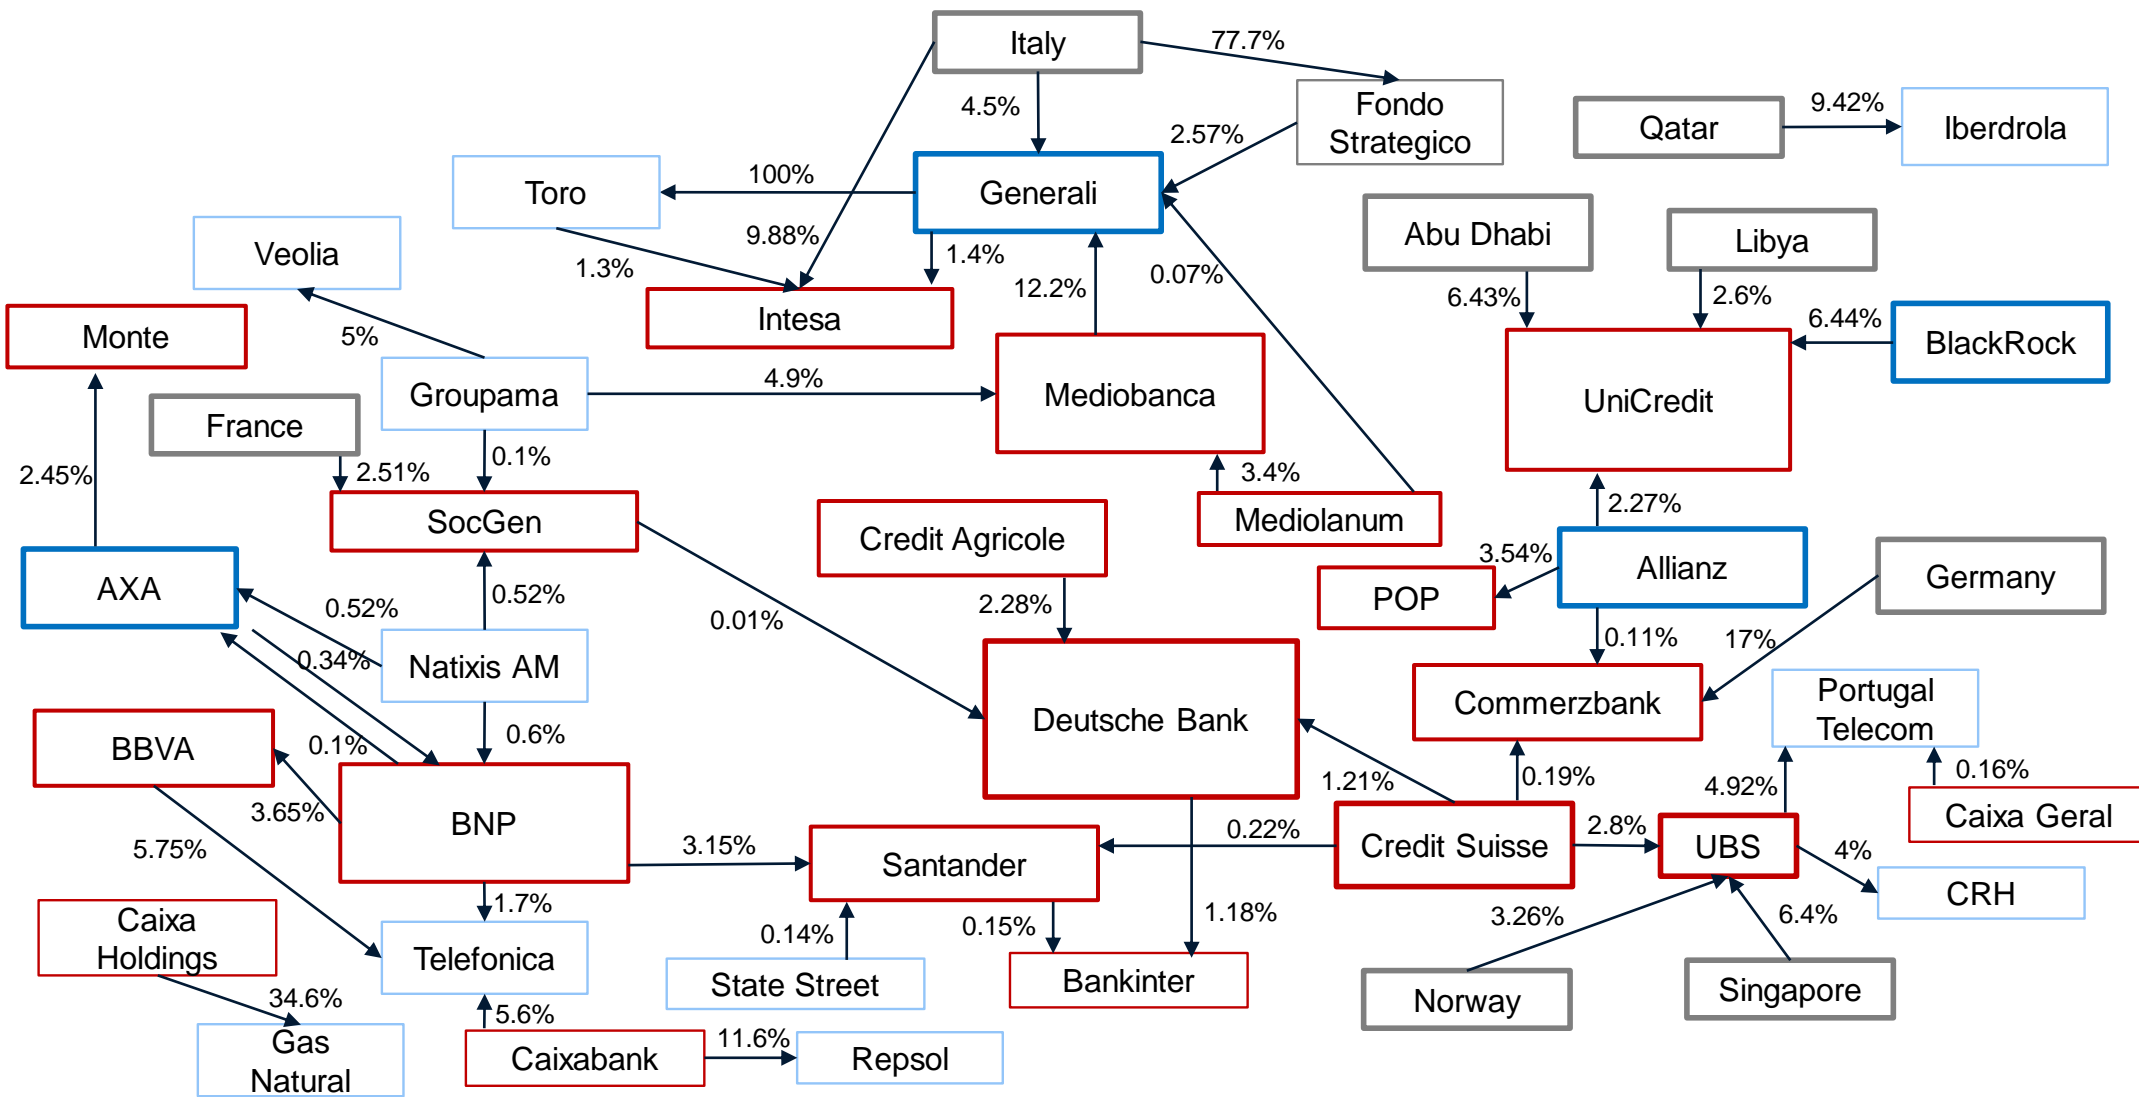 Italy
77.7%
4.5%
Fondo
Strategico
9.42%
Qatar
Iberdrola
2.57%
100%
Toro
Generali
Abu Dhabi
Libya
Veolia
9.88%
1.3%
1.4%
12.2%
0.07%
6.43%
2.6%
6.44%
BlackRock
Monte
5%
Intesa
Groupama
4.9%
Mediobanca
UniCredit
France
2.51%
0.1%
2.45%
3.4%
2.27%
SocGen
Credit Agricole
Mediolanum
AXA
0.52%
0.52%
0.01%
2.28%
3.54%
POP
Allianz
Germany
0.34%
Natixis AM
0.11%
17%
Commerzbank
Portugal
Telecom
Deutsche Bank
BBVA
0.1%
0.6%
3.65%
BNP
1.21%
0.19%
4.92%
0.16%
Caixa Geral
5.75%
3.15%
Santander
0.22%
Credit Suisse
2.8%
UBS
4%
CRH
Caixa
Holdings
1.7%
Telefonica
0.14%
0.15%
1.18%
3.26%
6.4%
State Street
Bankinter
Norway
Singapore
34.6%
Gas
Natural
5.6%
Caixabank
11.6%
Repsol